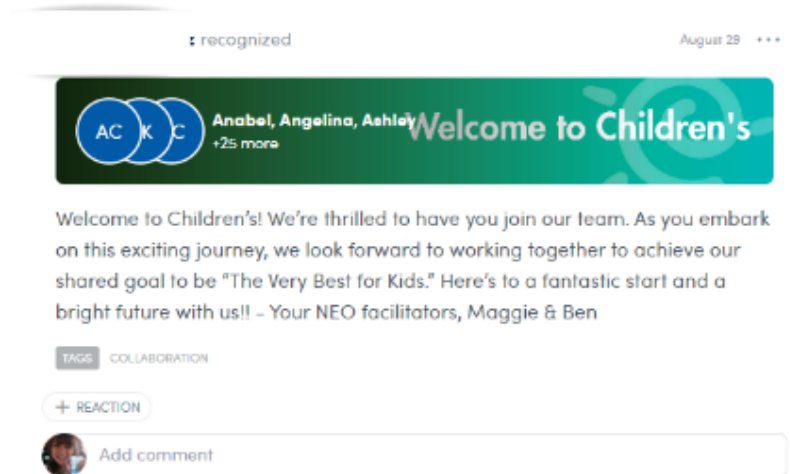 : recognized
August 29
AC K C
Anabel, Angelina, Ashley
+25 more
Welcome to Children's
Welcome to Children's! We're thrilled to have you join our team. As you embark
on this exciting journey, we look forward to working together to achieve our
shared goal to be "The Very Best for Kids." Here's to a fantastic start and a
bright future with us!! - Your NEO facilitators, Maggie & Ben
TAGS COLLABORATION
+ REACTION
Add comment